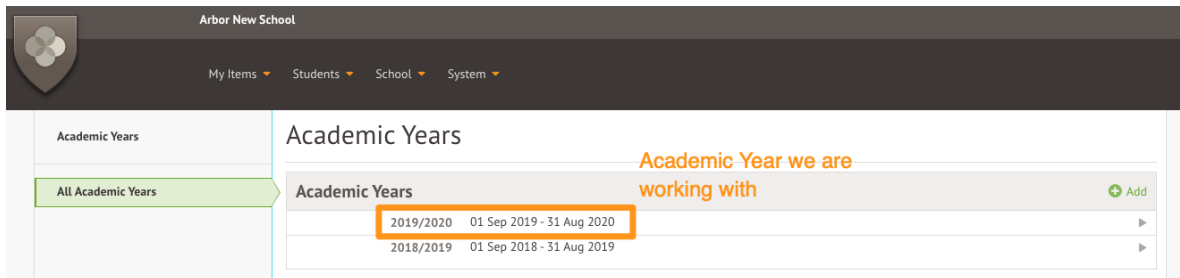 Arbor New School
My Items Students School System
Academic Years
All Academic Years
Academic Years
Academic Year we are
working with
Academic Years
Add
2019/2020 01 Sep 2019 - 31 Aug 2020
2018/2019 01 Sep 2018 - 31 Aug 2019